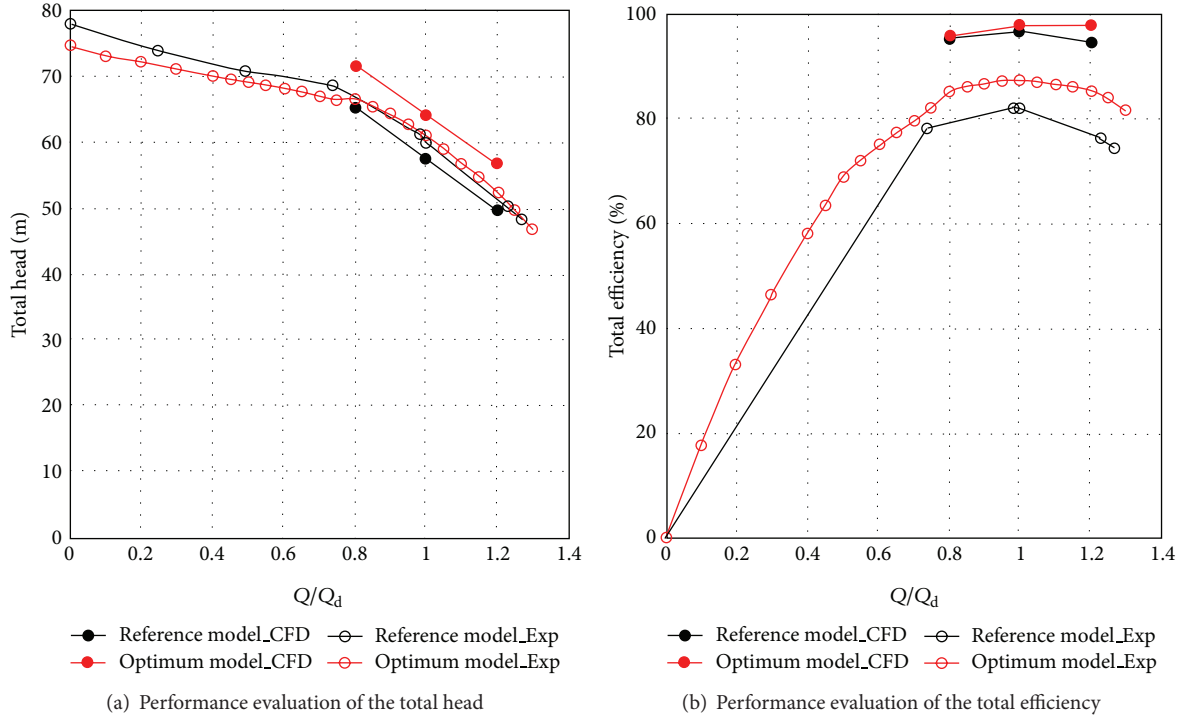 80
70
60
50
40
30
20
10
0
Total head (m)
0 0.2 0.4 0.6 0.8 1 1.2 1.4
Q/Qd
Reference model_CFD
Reference model_Exp
Optimum model_CFD
Optimum model_Exp
(a) Performance evaluation of the total head
100
80
60
40
20
0
Total efficiency (%)
0 0.2 0.4 0.6 0.8 1 1.2 1.4
Q/Qd
Reference model_CFD
Reference model_Exp
Optimum model_CFD
Optimum model_Exp
(b) Performance evaluation of the total efficiency